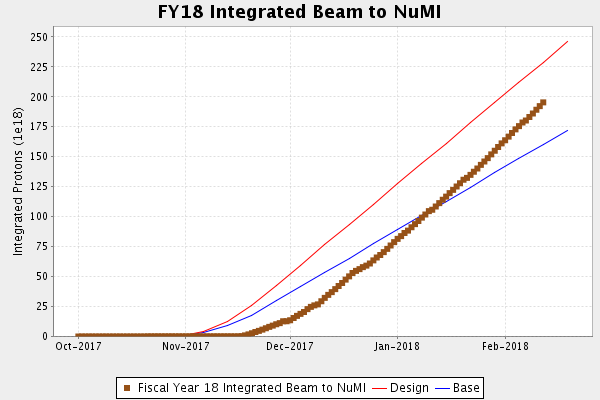 FY18 Integrated Beam to NuMI
Integrated Protons (1e18)
250
225
200
175
150
125
100
75
50
25
0
Oct-2017 Nov-2017 Dec-2017 Jan-2018 Feb-2018
Fiscal Year 18 Integrated Beam to NuMI Design Base